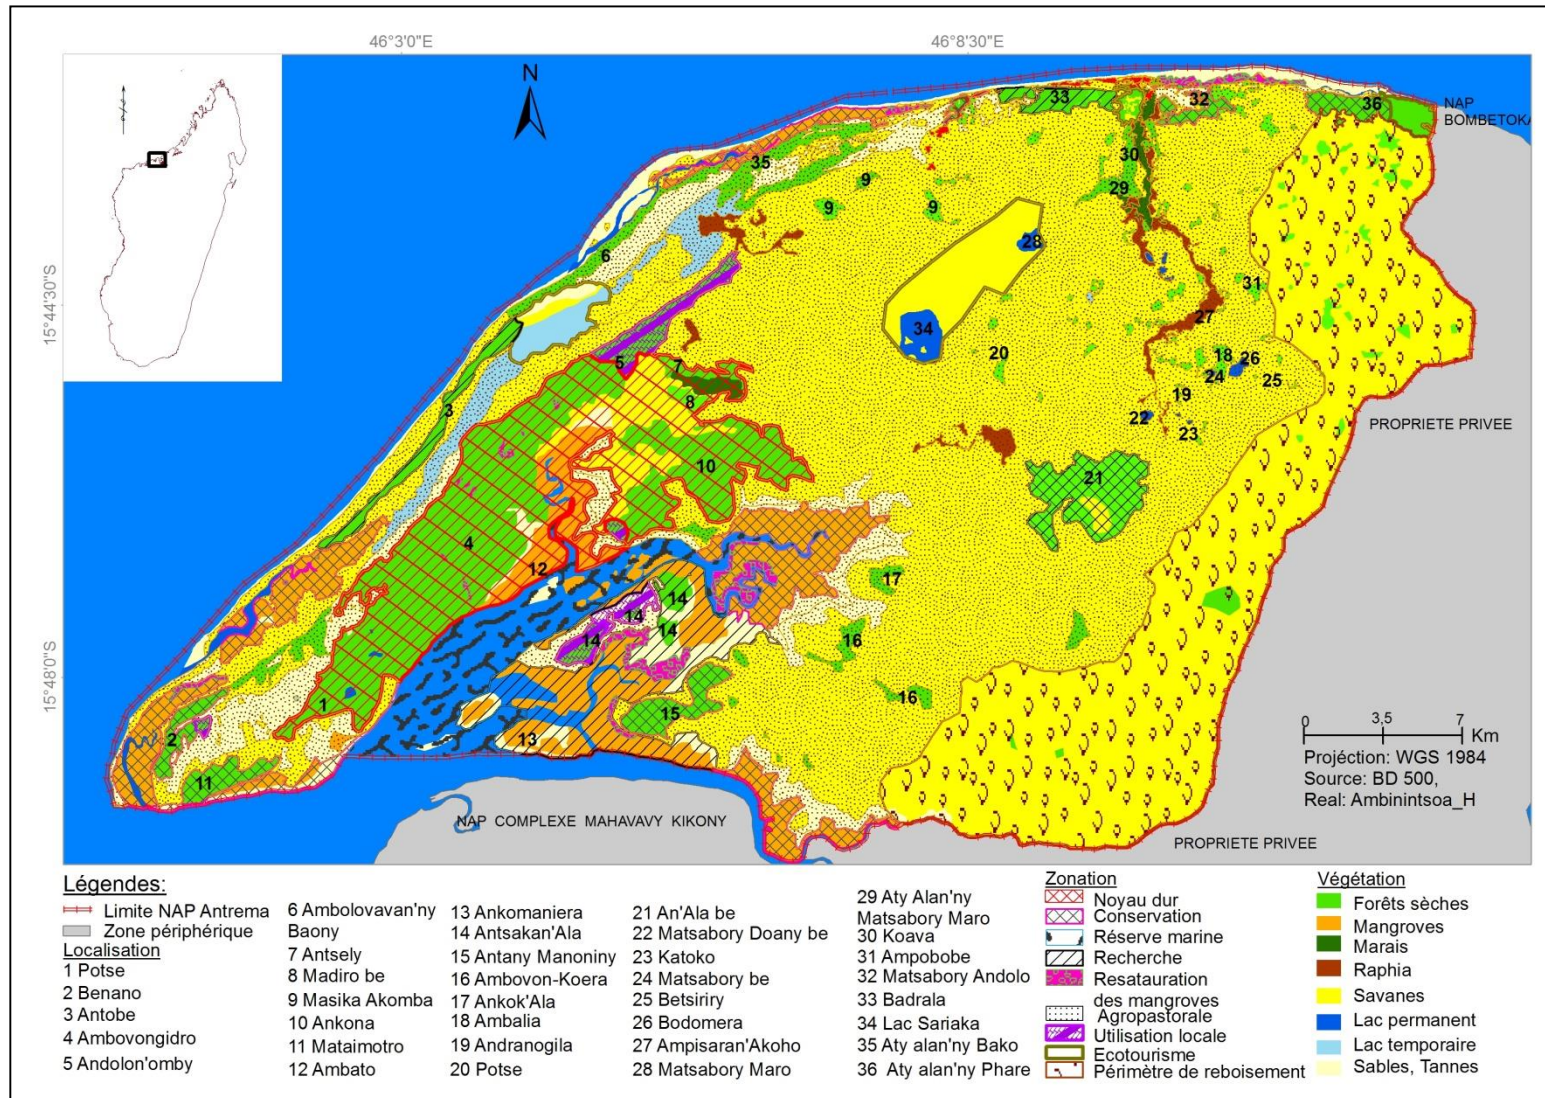 46°3'0"E
46°8'30"E
N
15°44'30"S
15°48'0"S
33
32
36
NAP
BOMBETOKA
35
30
9
29
9
9
28
6
31
34
27
20
18
26
5
7
24
25
8
19
3
22
23
PROPRIETE PRIVEE
10
21
4
12
17
14
14
14
14
16
1
16
15
2
13
11
0 3,5 7
Km
Projéction: WGS 1984
Source: BD 500,
Real: Ambinintsoa_H
NAP COMPLEXE MAHAVAVY KIKONY
PROPRIETE PRIVEE
Légendes:
Limite NAP Antrema
Zone périphérique
Localisation
1 Potse
2 Benano
3 Antobe
4 Ambovongidro
5 Andolon'omby
6 Ambolovavan'ny
Baony
7 Antsely
8 Madiro be
9 Masika Akomba
10 Ankona
11 Mataimotro
12 Ambato
13 Ankomaniera
14 Antsakan'Ala
15 Antany Manoniny
16 Ambovon-Koera
17 Ankok'Ala
18 Ambalia
19 Andranogila
20 Potse
21 An'Ala be
22 Matsabory Doany be
23 Katoko
24 Matsabory be
25 Betsiriry
26 Bodomera
27 Ampisaran'Akoho
28 Matsabory Maro
29 Aty Alan'ny
Matsabory Maro
30 Koava
31 Ampobobe
32 Matsabory Andolo
33 Badrala
34 Lac Sariaka
35 Aty alan'ny Bako
36 Aty alan'ny Phare
Zonation
Noyau dur
Conservation
Réserve marine
Recherche
Resatauration
des mangroves
Agropastorale
Utilisation locale
Ecotourisme
Périmètre de reboisement
Végétation
Forêts sèches
Mangroves
Marais
Raphia
Savanes
Lac permanent
Lac temporaire
Sables, Tannes